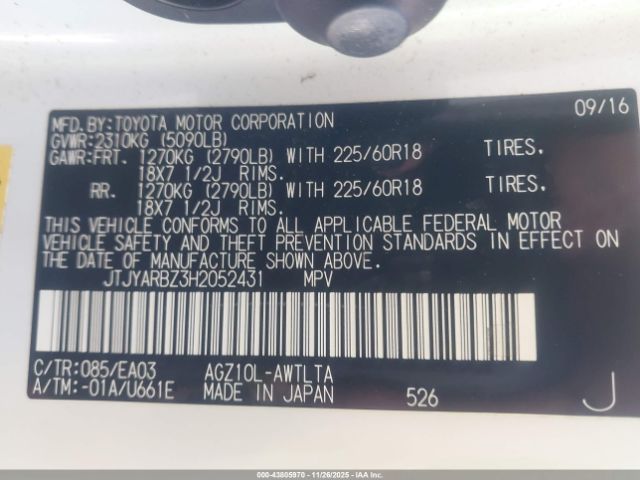 09/16
MFD.BY:TOYOTA MOTOR CORPORATION
GVWR:2310KG (5090LB)
GAWR:FRT. 1270KG (2790LB) WITH 225/60R18 TIRES.
18X7 1/2J RIMS.
RR. 1270KG (2790LB) WITH 225/60R18 TIRES.
18X7 1/2J RIMS.
THIS VEHICLE CONFORMS TO ALL APPLICABLE FEDERAL MOTOR
VEHICLE SAFETY AND THEFT PREVENTION STANDARDS IN EFFECT ON
THE DATE OF MANUFACTURE SHOWN ABOVE.
JTJYARBZ3H2052431 MPV
C/TR:085/EA03 AGZ10L-AWTLTA
A/TM:-01A/U661E MADE IN JAPAN 526 J
000-43805970 11/26/2025 IAAI.COM